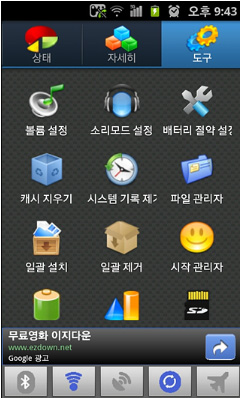 오후 9:43
상태 자세히 도구
볼륨 설정 소리모드 설정 배터리 절약 설정
캐시 지우기 시스템 기록 제거 파일 관리자
일괄 설치 일괄 제거 시작 관리자
SD
무료영화 이지다운
www.ezdown.net
Google 광고